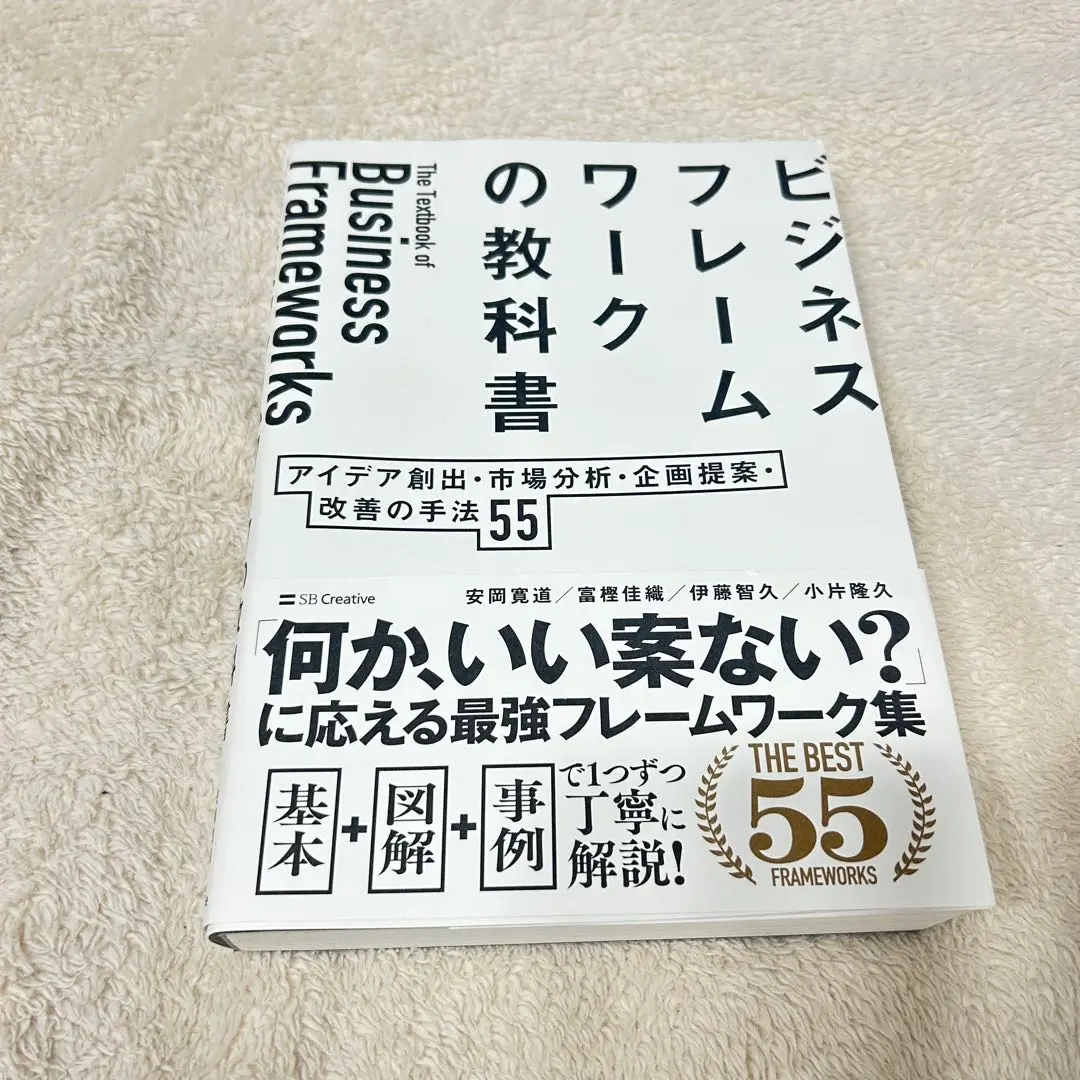 ビジネス
フレーム
ワーク
の教科書
The Textbook of
Business
Frameworks
アイデア創出・市場分析・企画提案・
改善の手法55
SB Creative
安岡寛道／富樫佳織／伊藤智久／小片隆久
「何か、いい案ない?」
に応える最強フレームワーク集
基本+図解+事例
で1つずつ
丁寧に
解説!
THE BEST
55
FRAMEWORKS